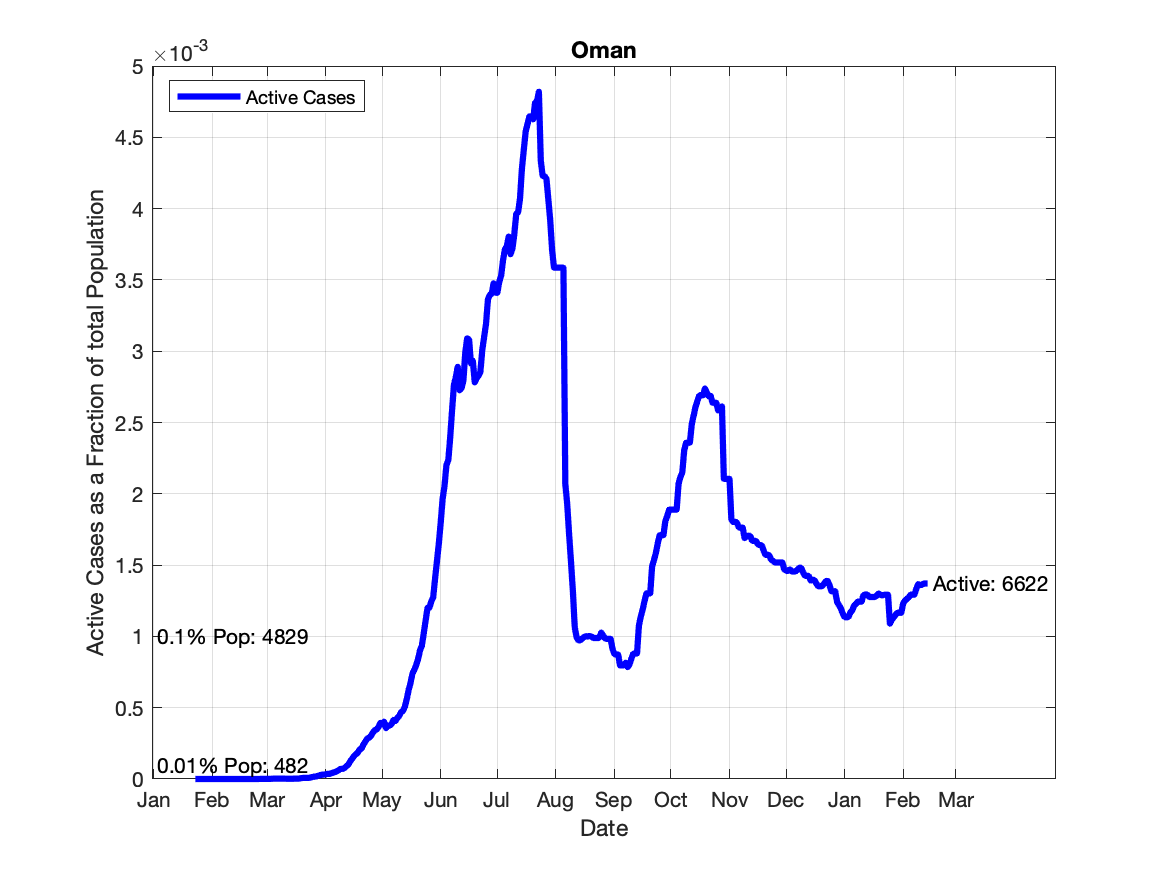 Oman
×10-3
5
4.5
4
3.5
3
2.5
2
1.5
1
0.5
0
Active Cases as a Fraction of total Population
Active Cases
0.1% Pop: 4829
0.01% Pop: 482
Active: 6622
Jan Feb Mar Apr May Jun Jul Aug Sep Oct Nov Dec Jan Feb Mar
Date